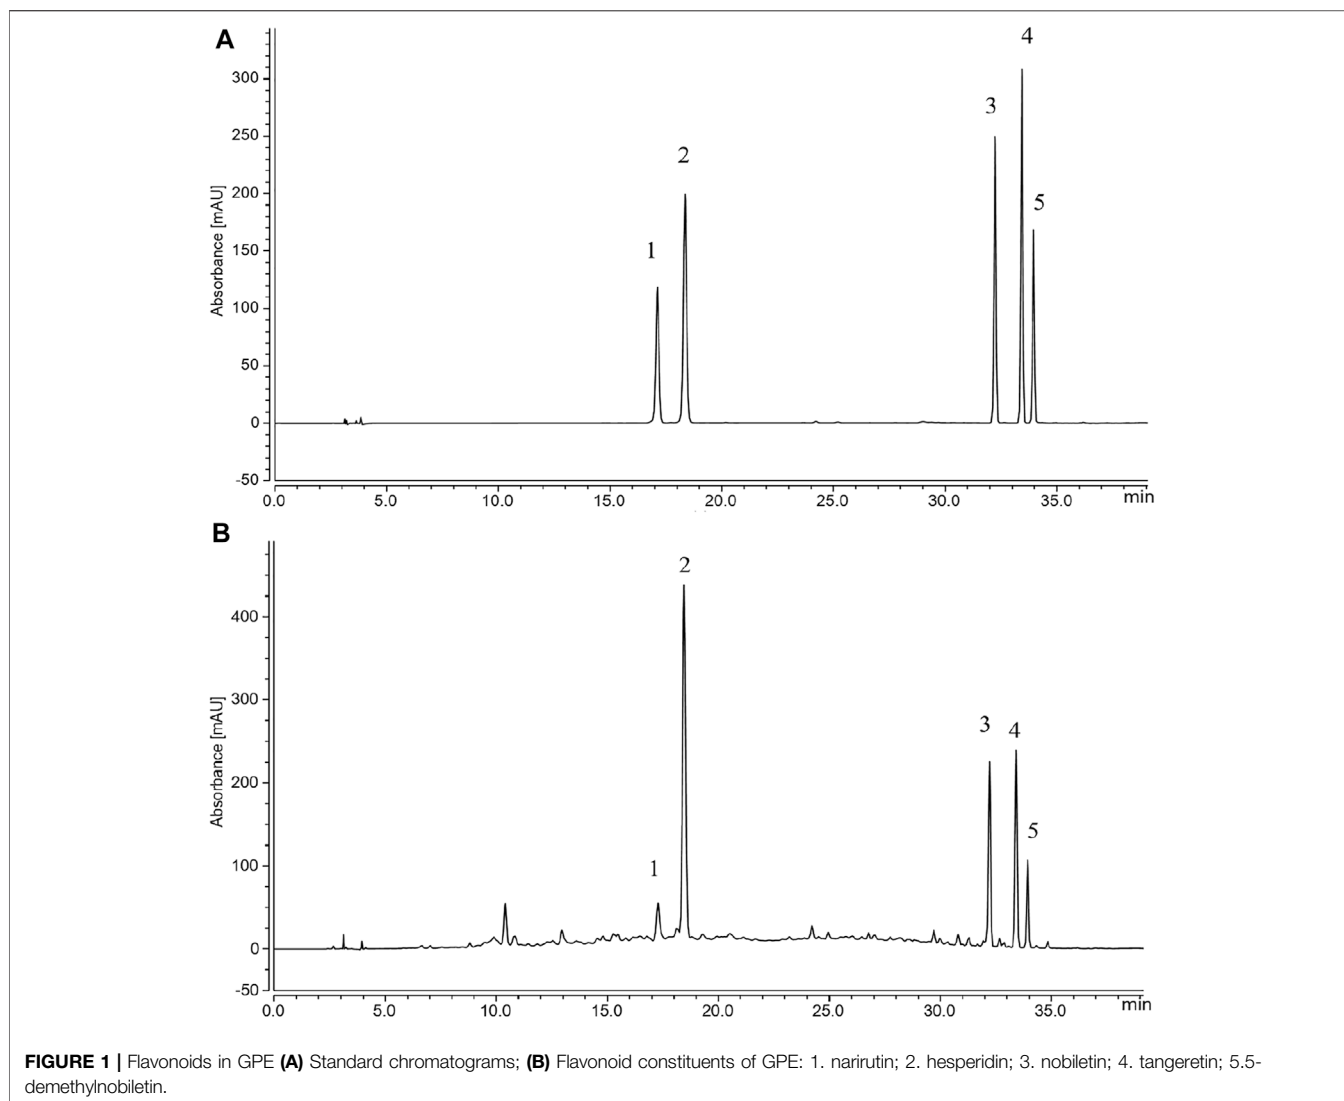 A
4
300
3
250
2
200
5
1
150
100
50
0
-50
Absorbance [mAU]
0.0 5.0 10.0 15.0 20.0 25.0 30.0 35.0 min
B
2
400
300
3 4
200
5
1
100
0
-50
Absorbance [mAU]
0.0 5.0 10.0 15.0 20.0 25.0 30.0 35.0 min
FIGURE 1 | Flavonoids in GPE (A) Standard chromatograms; (B) Flavonoid constituents of GPE: 1. narirutin; 2. hesperidin; 3. nobiletin; 4. tangeretin; 5.5-
demethylnobiletin.